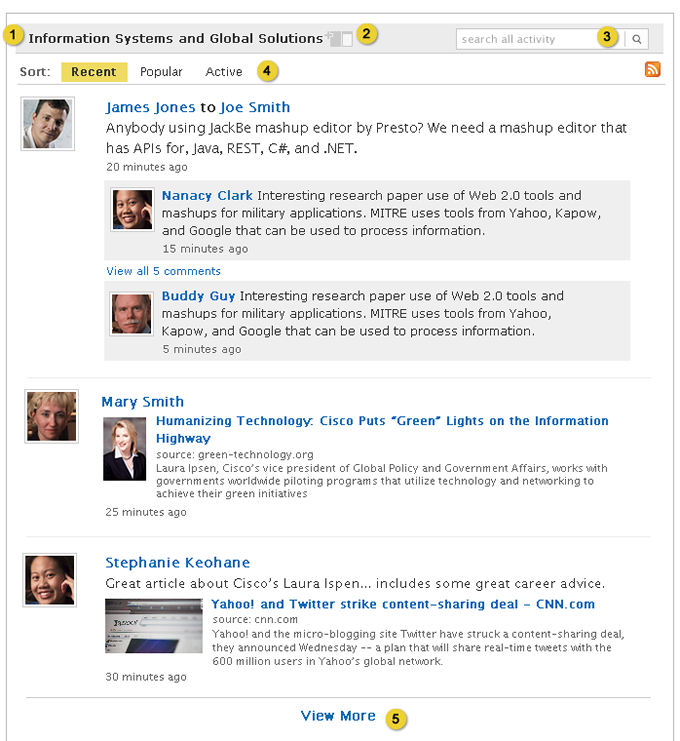 1 Information Systems and Global Solutions 2 search all activity 3
Sort: Recent Popular Active 4
James Jones to Joe Smith
Anybody using JackBe mashup editor by Presto? We need a mashup editor that
has APIs for, Java, REST, C#, and .NET.
20 minutes ago
Nanacy Clark Interesting research paper use of Web 2.0 tools and
mashups for military applications. MITRE uses tools from Yahoo, Kapow,
and Google that can be used to process information.
15 minutes ago
View all 5 comments
Buddy Guy Interesting research paper use of Web 2.0 tools and
mashups for military applications. MITRE uses tools from Yahoo,
Kapow, and Google that can be used to process information.
5 minutes ago
Mary Smith
Humanizing Technology: Cisco Puts “Green” Lights on the Information
Highway
source: green-technology.org
Laura Ipsen, Cisco's vice president of Global Policy and Government Affairs, works with
governments worldwide piloting programs that utilize technology and networking to
achieve their green initiatives
25 minutes ago
Stephanie Keohane
Great article about Cisco's Laura Ispen... includes some great career advice.
Yahoo! and Twitter strike content-sharing deal - CNN.com
source: cnn.com
Yahoo! and the micro-blogging site Twitter have struck a content-sharing deal,
they announced Wednesday -- a plan that will share real-time tweets with the
600 million users in Yahoo's global network.
30 minutes ago
View More 5